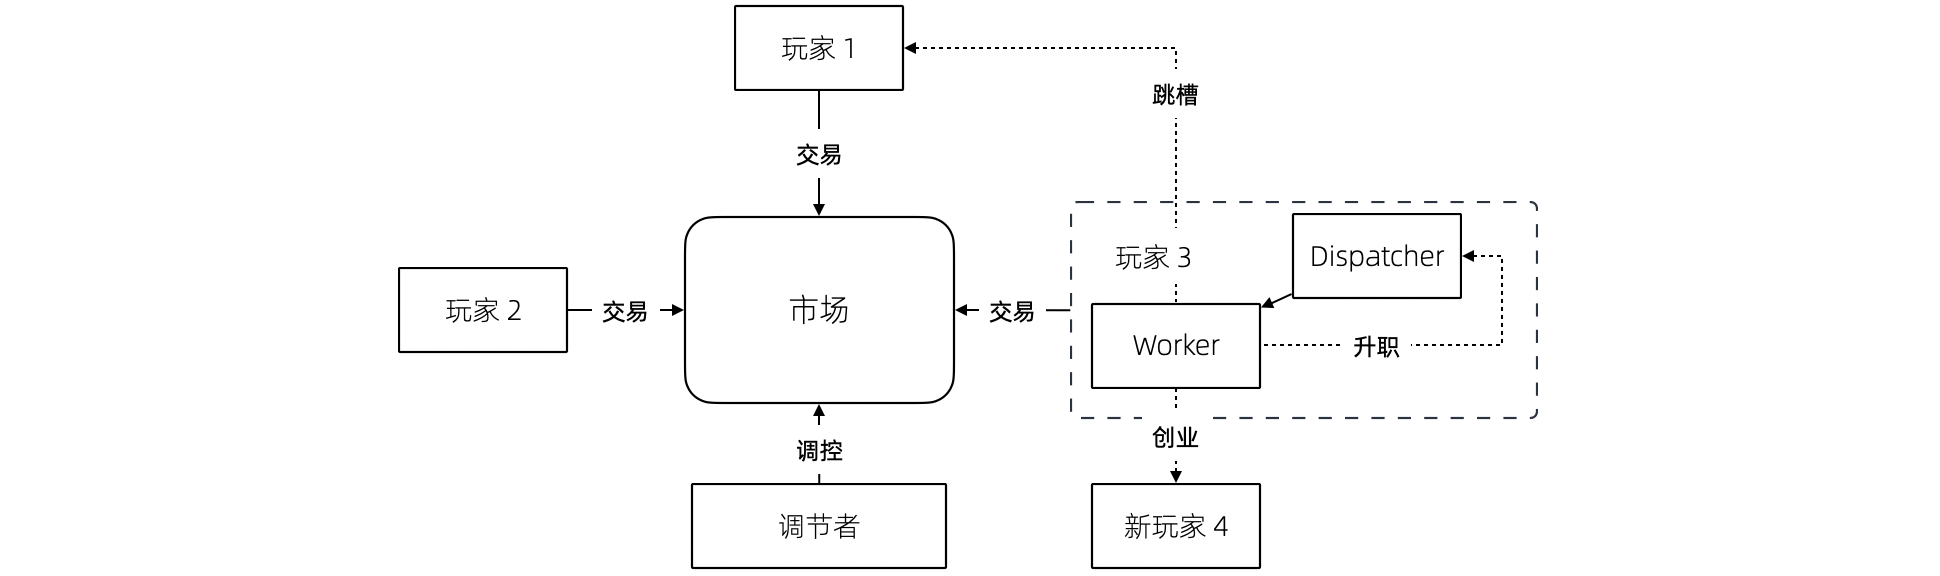 玩家 1
跳槽
交易
玩家 3
Dispatcher
玩家 2
交易
市场
交易
Worker
升职
调控
创业
调节者
新玩家 4